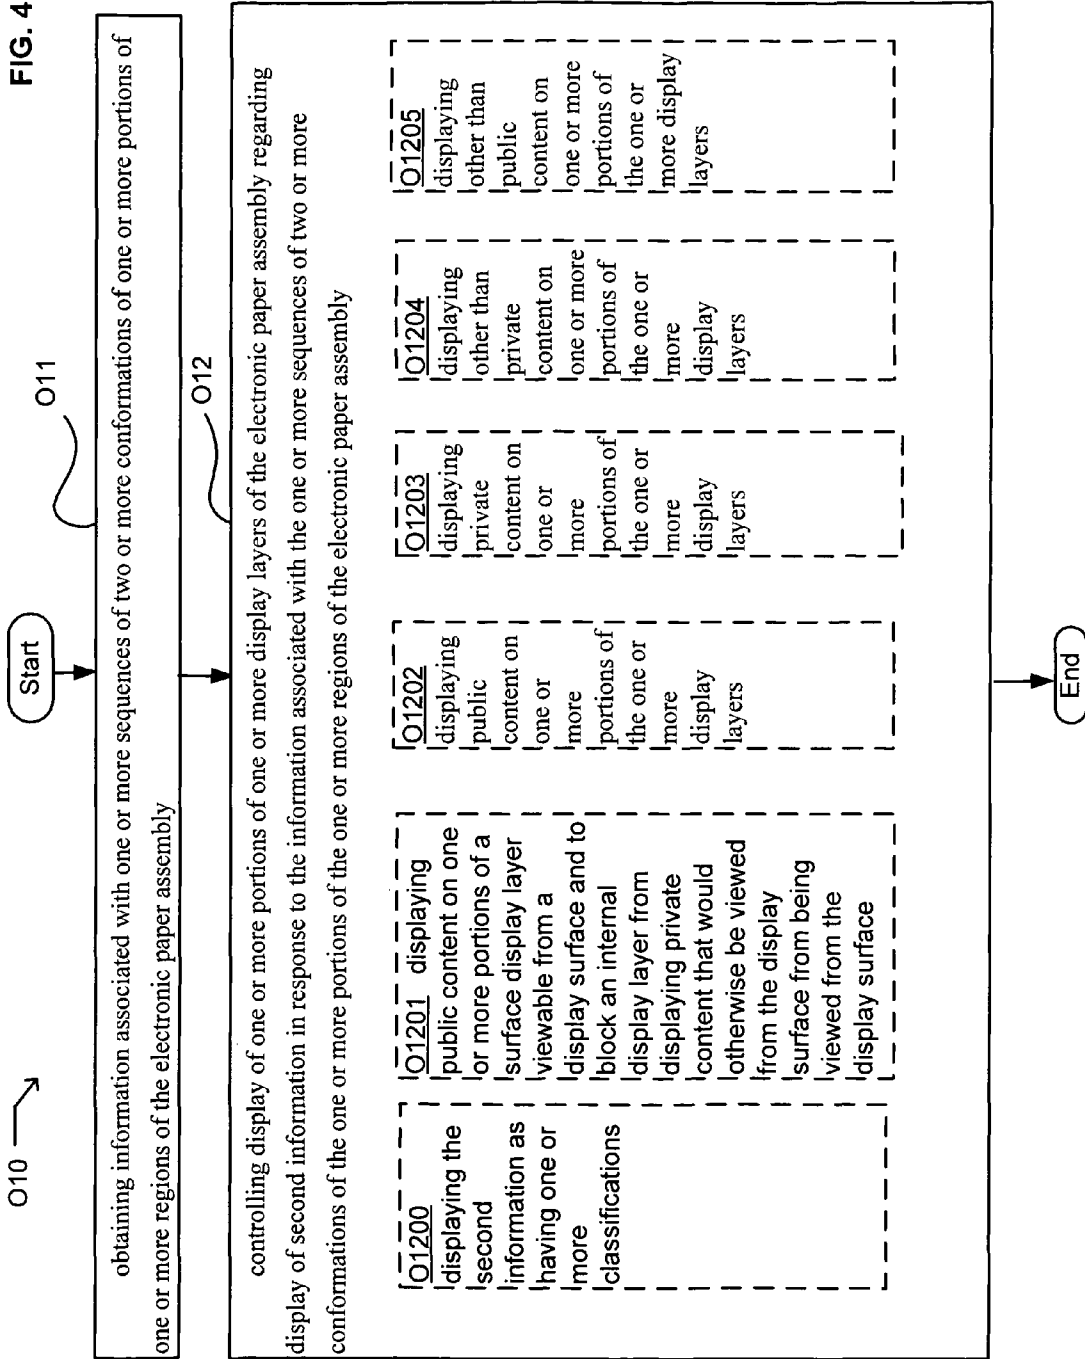 FIG. 4
O10
Start
O11
obtaining information associated with one or more sequences of two or more conformations of one or more portions of
one or more regions of the electronic paper assembly
O12
controlling display of one or more portions of one or more display layers of the electronic paper assembly regarding
display of second information in response to the information associated with the one or more sequences of two or more
conformations of the one or more portions of the one or more regions of the electronic paper assembly
O1200
displaying the
second
information as
having one or
more
classifications
O1201 displaying
public content on one
or more portions of a
surface display layer
viewable from a
display surface and to
block an internal
display layer from
displaying private
content that would
otherwise be viewed
from the display
surface from being
viewed from the
display surface
O1202
displaying
public
content on
one or
more
portions of
the one or
more
display
layers
O1203
displaying
private
content on
one or
more
portions of
the one or
more
display
layers
O1204
displaying
other than
private
content on
one or more
portions of
the one or
more
display
layers
O1205
displaying
other than
public
content on
one or more
portions of
the one or
more display
layers
End